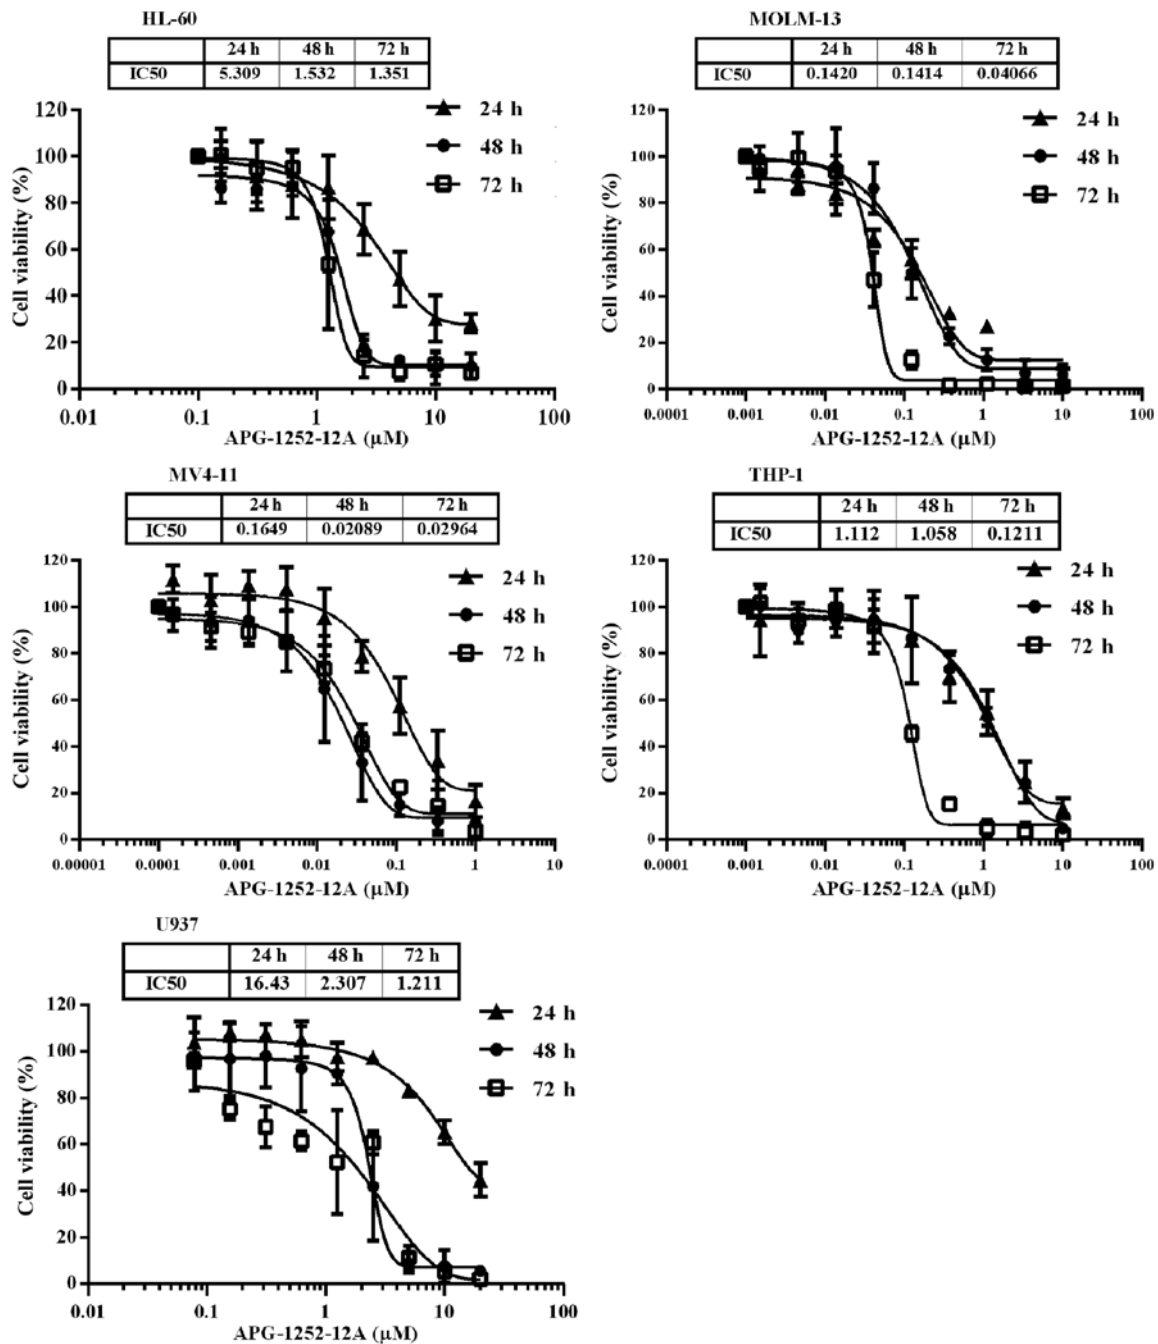 HL-60
24 h 48 h 72 h
IC50 5.309 1.532 1.351
120
100
80
60
40
20
0
Cell viability (%)
24 h
48 h
72 h
0.01 0.1 1 10 100
APG-1252-12A (μM)
MOLM-13
24 h 48 h 72 h
IC50 0.1420 0.1414 0.04066
120
100
80
60
40
20
0
Cell viability (%)
24 h
48 h
72 h
0.0001 0.001 0.01 0.1 1 10 100
APG-1252-12A (μM)
MV4-11
24 h 48 h 72 h
IC50 0.1649 0.02089 0.02964
120
100
80
60
40
20
0
Cell viability (%)
24 h
48 h
72 h
0.00001 0.001 0.01 0.1 1 10
APG-1252-12A (μM)
THP-1
24 h 48 h 72 h
IC50 1.112 1.058 0.1211
120
100
80
60
40
20
0
Cell viability (%)
24 h
48 h
72 h
0.0001 0.001 0.01 0.1 1 10 100
APG-1252-12A (μM)
U937
24 h 48 h 72 h
IC50 16.43 2.307 1.211
120
100
80
60
40
20
0
Cell viability (%)
24 h
48 h
72 h
0.01 0.1 1 10 100
APG-1252-12A (μM)